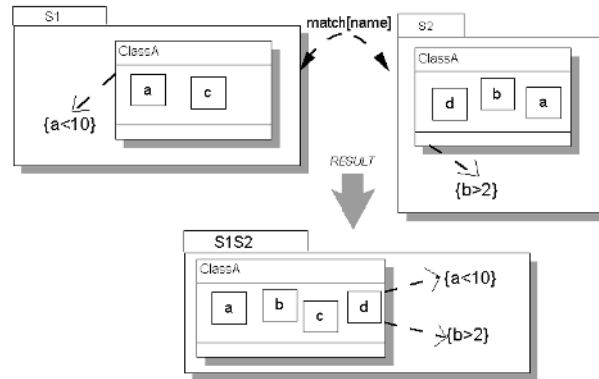 S1
match[name]
S2
ClassA
ClassA
a
c
d
b
a
{a<10}
{b>2}
RESULT
S1S2
ClassA
a
b
c
d
{a<10}
{b>2}